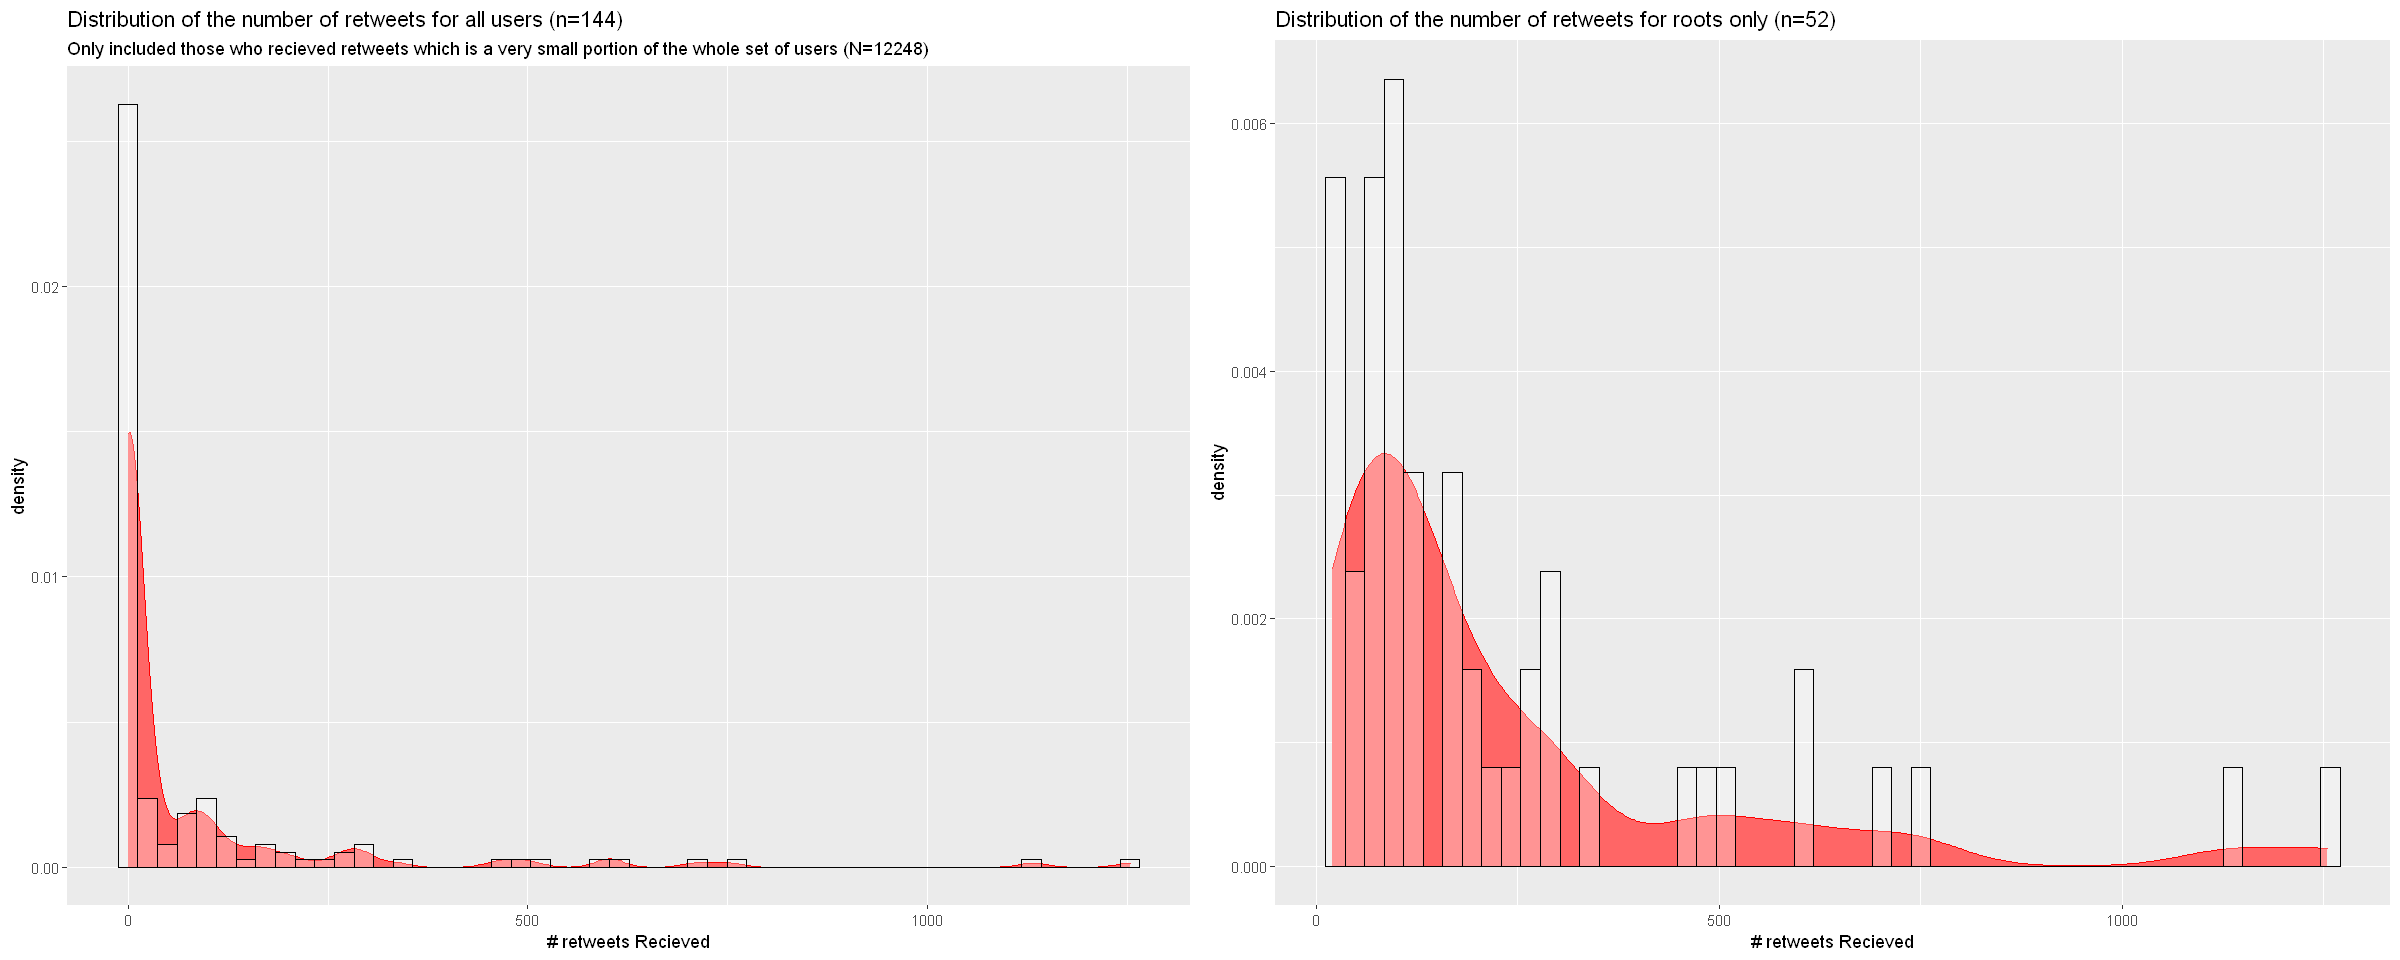 Distribution of the number of retweets for all users (n=144)
Only included those who recieved retweets which is a very small portion of the whole set of users (N=12248)
density
0.02
0.01
0.00
0
500
1000
# retweets Recieved
Distribution of the number of retweets for roots only (n=52)
density
0.006
0.004
0.002
0.000
0
500
1000
# retweets Recieved